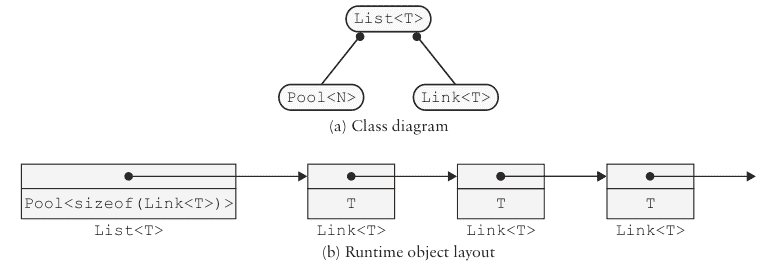 List<T>
Pool<N> Link<T>
(a) Class diagram
Pool<sizeof(Link<T>)> T T T
List<T> Link<T> Link<T> Link<T>
(b) Runtime object layout